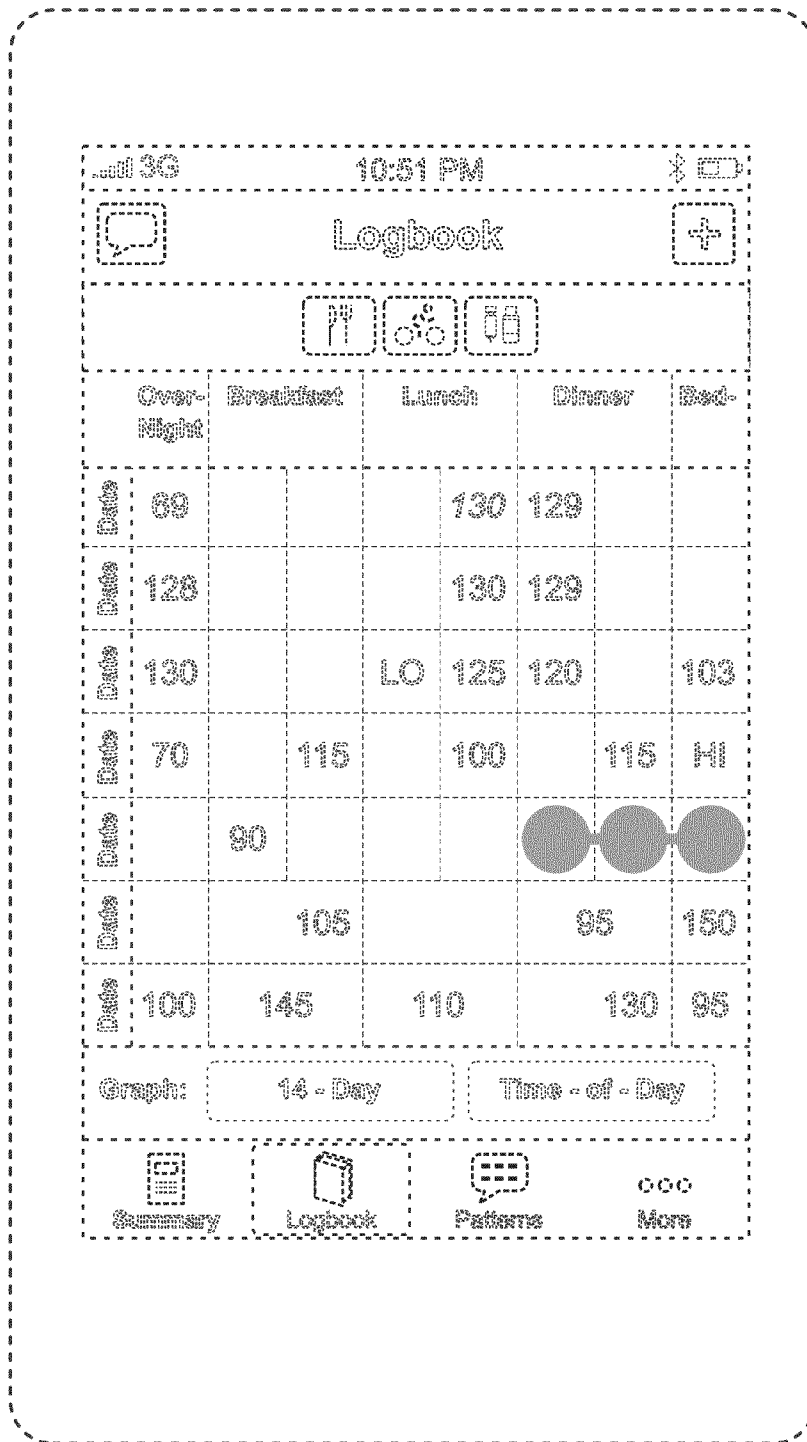 3G 10:51 PM
Logbook
Over- Breakfast Lunch Dinner Bed-
Night
Date 69 130 129
Date 128 130 129
Date 130 LO 125 120 103
Date 70 115 100 115 HI
Date 90
Date 105 95 150
Date 100 145 110 130 95
Graph: 14 - Day Time - of - Day
Summary Logbook Patterns More